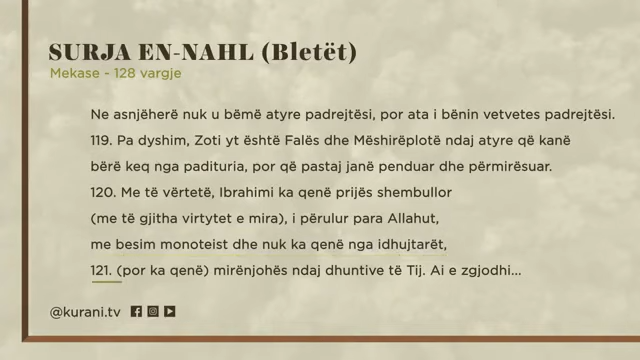 SURJA EN-NAHL (Bletët)
Mekase - 128 vargje
Ne asnjëherë nuk u bëmë atyre padrejtësi, por ata i bënin vetvetes padrejtësi.
119. Pa dyshim, Zoti yt është Falës dhe Mëshirëplotë ndaj atyre që kanë
bërë keq nga padituria, por që pastaj janë penduar dhe përmirësuar.
120. Me të vërtetë, Ibrahimi ka qenë prijës shembullor
(me të gjitha virtytet e mira), i përulur para Allahut,
me besim monoteist dhe nuk ka qenë nga idhujtarët,
121. (por ka qenë) mirënjohës ndaj dhuntive të Tij. Ai e zgjodhi...
@kurani.tv